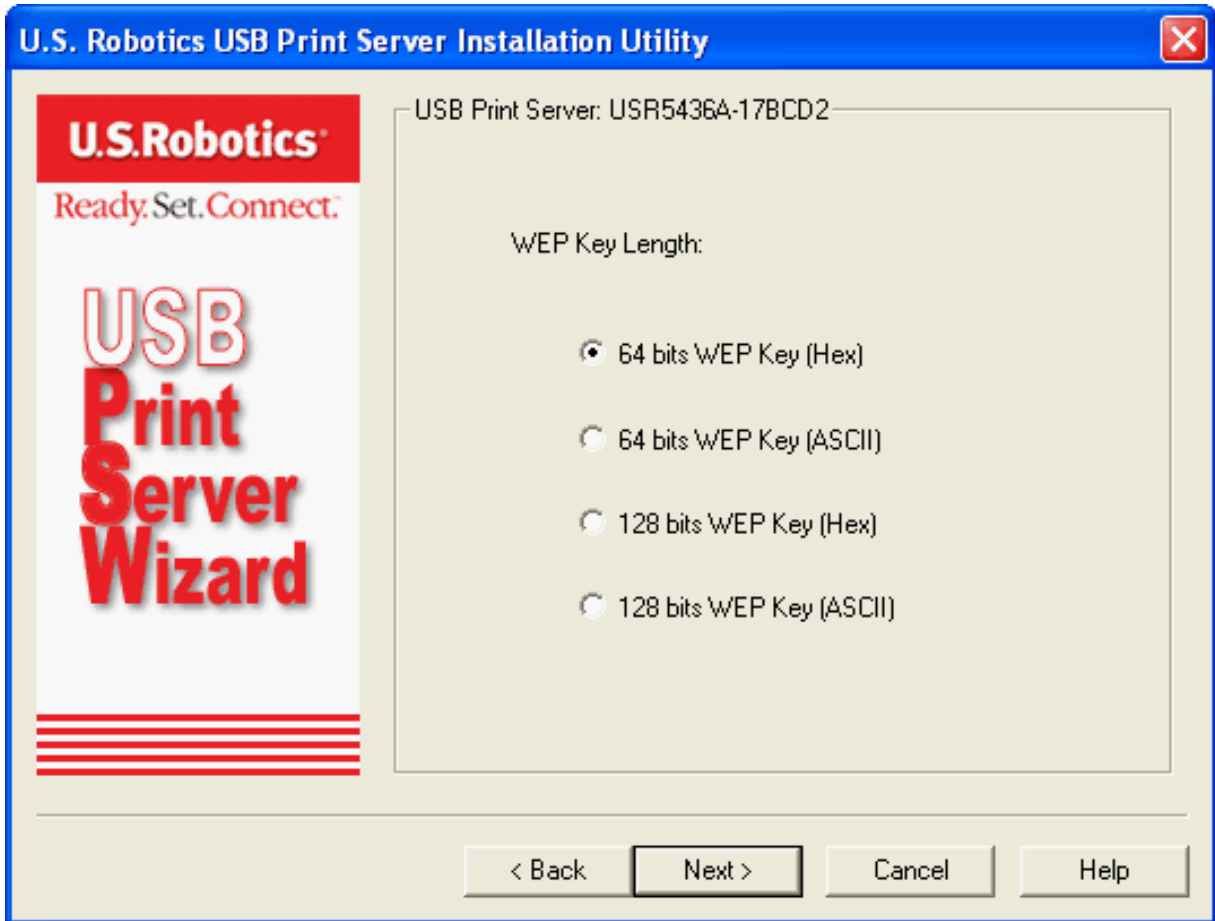 U.S. Robotics USB Print Server Installation Utility
U.S.Robotics®
Ready.Set.Connect.™
USB
Print
Server
Wizard
USB Print Server: USR5436A-17BCD2
WEP Key Length:
64 bits WEP Key (Hex)
64 bits WEP Key (ASCII)
128 bits WEP Key (Hex)
128 bits WEP Key (ASCII)
< Back
Next >
Cancel
Help